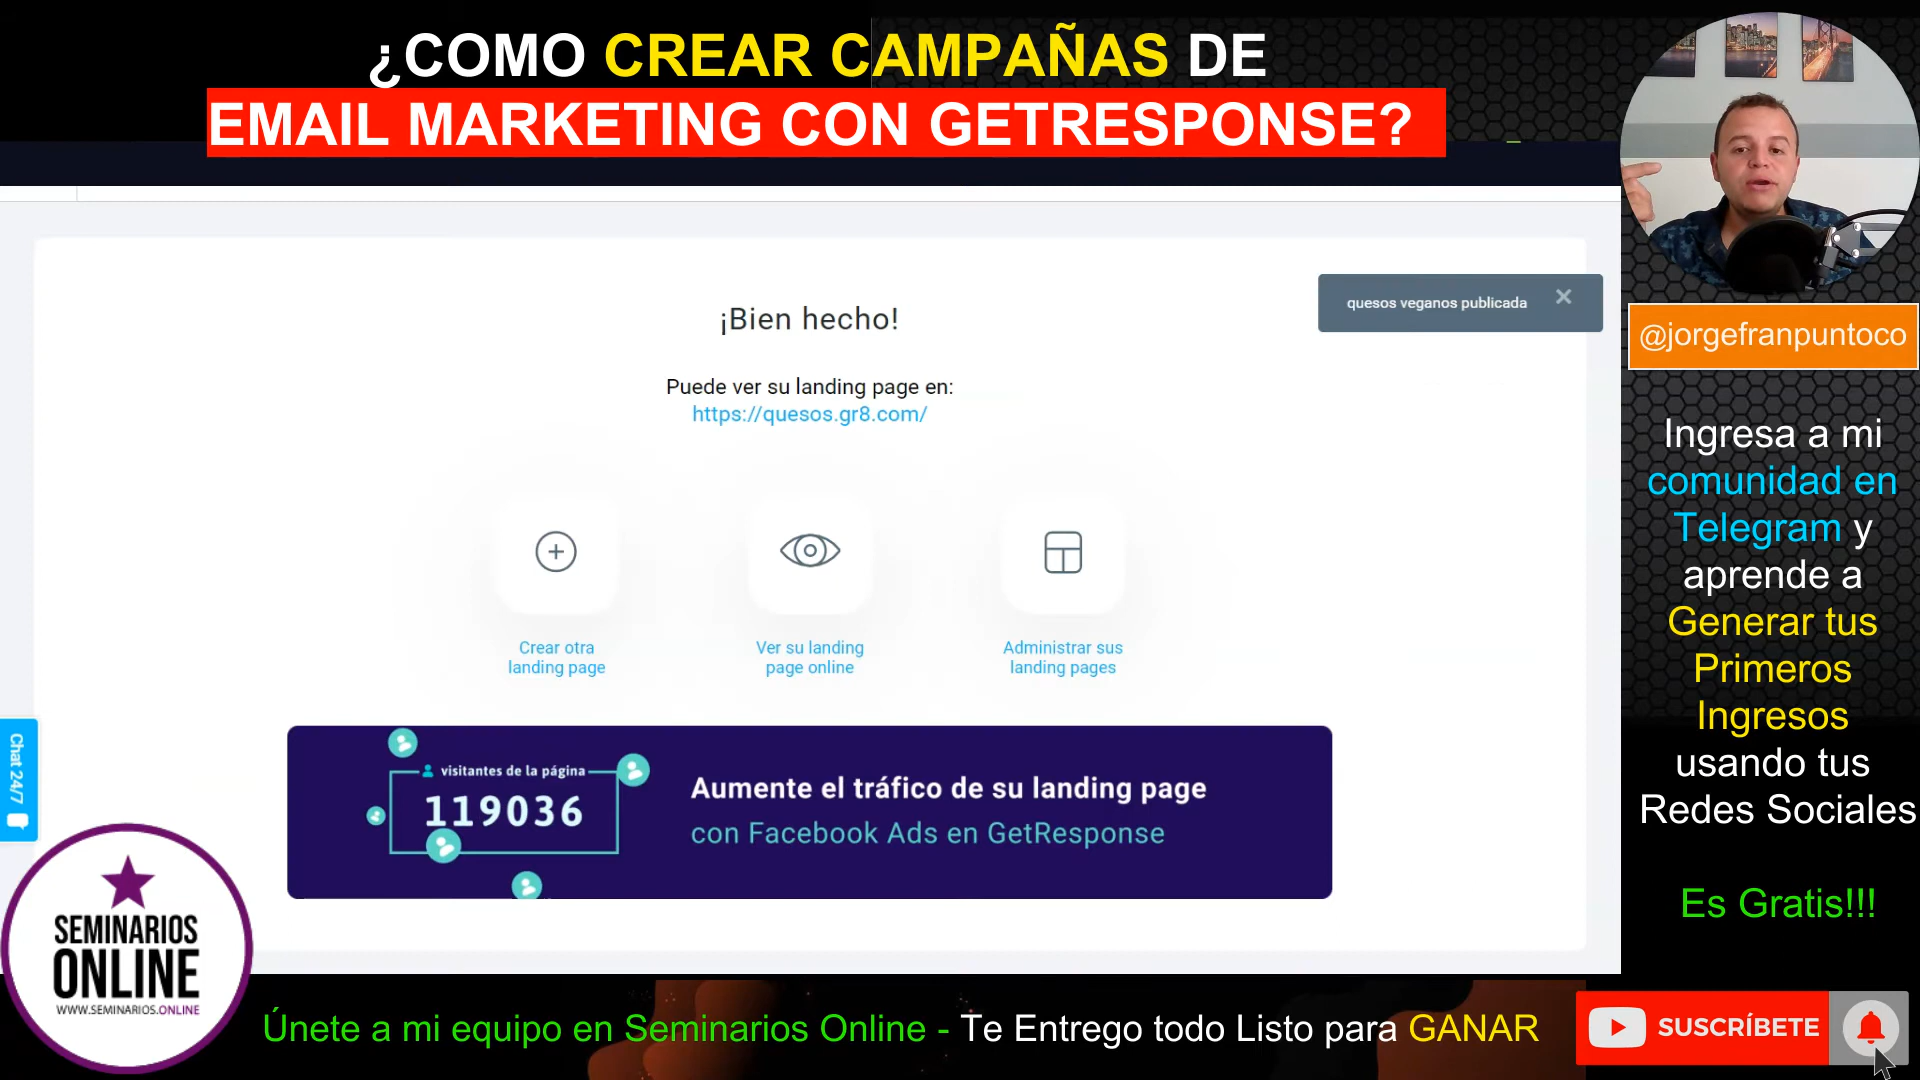 ¿COMO CREAR CAMPAÑAS DE
EMAIL MARKETING CON GETRESPONSE?
quesos veganos publicada
¡Bien hecho!
Puede ver su landing page en:
https://quesos.gr8.com/
Crear otra
landing page
Ver su landing
page online
Administrar sus
landing pages
visitantes de la página
119036
Aumente el tráfico de su landing page
con Facebook Ads en GetResponse
Chat 24/7
@jorgefranpuntoco
Ingresa a mi
comunidad en
Telegram y
aprende a
Generar tus
Primeros
Ingresos
usando tus
Redes Sociales
Es Gratis!!!
SEMINARIOS
ONLINE
WWW.SEMINARIOS.ONLINE
Únete a mi equipo en Seminarios Online - Te Entrego todo Listo para GANAR
SUSCRÍBETE